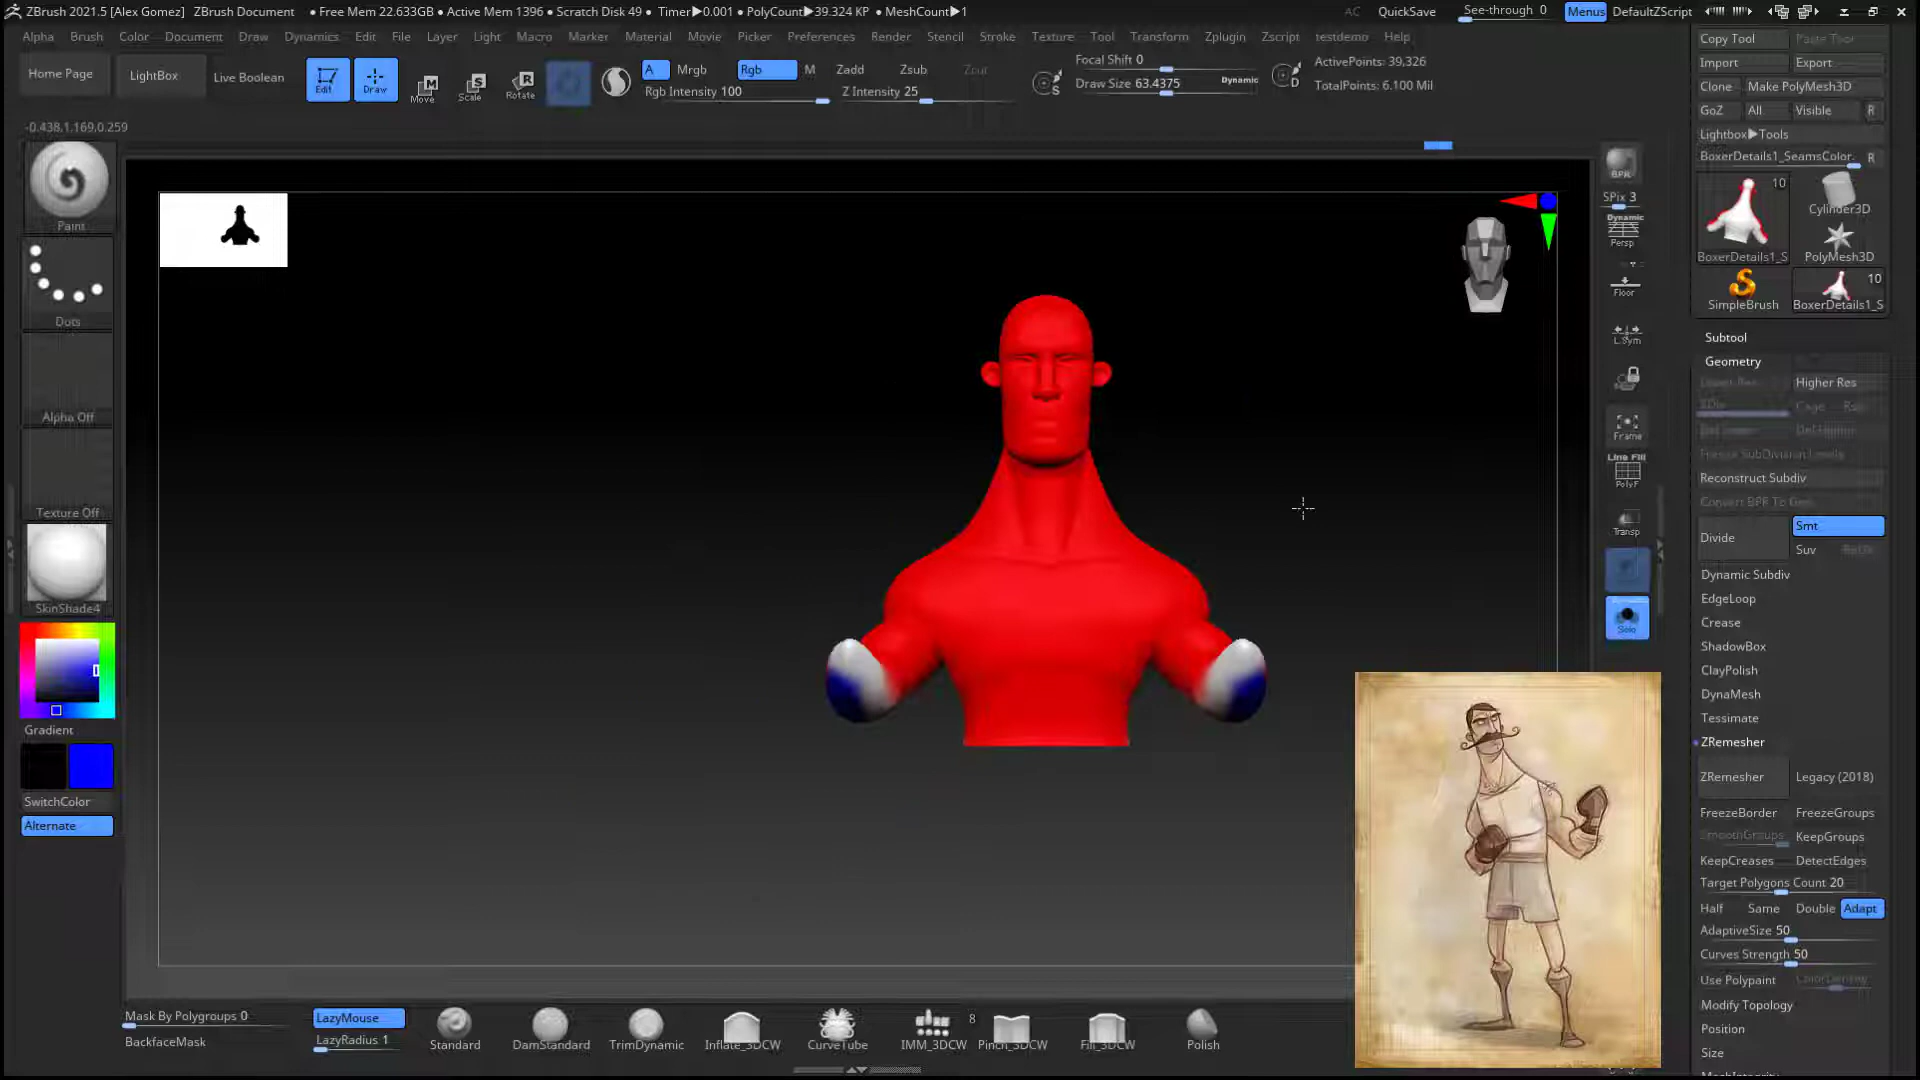 ZBrush 2021.5 [Alex Gomez] ZBrush Document • Free Mem 22.633GB • Active Mem 1396 • Scratch Disk 49 • Timer▶0.001 • PolyCount▶39.324 KP • MeshCount▶1 AC QuickSave See-through 0 Menus DefaultZScript
Alpha Brush Color Document Draw Dynamics Edit File Layer Light Macro Marker Material Movie Picker Preferences Render Stencil Stroke Texture Tool Transform Zplugin Zscript testdemo Help
Home Page LightBox Live Boolean Edit Draw Move Scale Rotate
A Mrgb Rgb M Zadd Zsub Zcut
Rgb Intensity 100 Z Intensity 25
Focal Shift 0
Draw Size 63.4375 Dynamic
S D
ActivePoints: 39,326
TotalPoints: 6.100 Mil
-0.438,1.169,0.259
Paint
Dots
Alpha Off
Texture Off
SkinShade4
Gradient
SwitchColor
Alternate
BPR
SPix 3
Dynamic
Persp
Floor
L.Sym
Frame
Line Fill
PolyF
Transp
Solo
Copy Tool Paste Tool
Import Export
Clone Make PolyMesh3D
GoZ All Visible R
Lightbox▶Tools
BoxerDetails1_SeamsColor. R
10
BoxerDetails1_S Cylinder3D
PolyMesh3D
SimpleBrush 10 BoxerDetails1_S
Subtool
Geometry
Higher Res
Reconstruct Subdiv
Divide Smt
Suv
Dynamic Subdiv
EdgeLoop
Crease
ShadowBox
ClayPolish
DynaMesh
Tessimate
ZRemesher
ZRemesher Legacy (2018)
FreezeBorder FreezeGroups
SmoothGroups KeepGroups
KeepCreases DetectEdges
Target Polygons Count 20
Half Same Double Adapt
AdaptiveSize 50
Curves Strength 50
Use Polypaint ColorDensity
Modify Topology
Position
Size
MeshIntegrity
Mask By Polygroups 0
BackfaceMask
LazyMouse
LazyRadius 1
Standard DamStandard TrimDynamic Inflate_3DCW CurveTube 8 IMM_3DCW Pinch_3DCW Fill_3DCW Polish